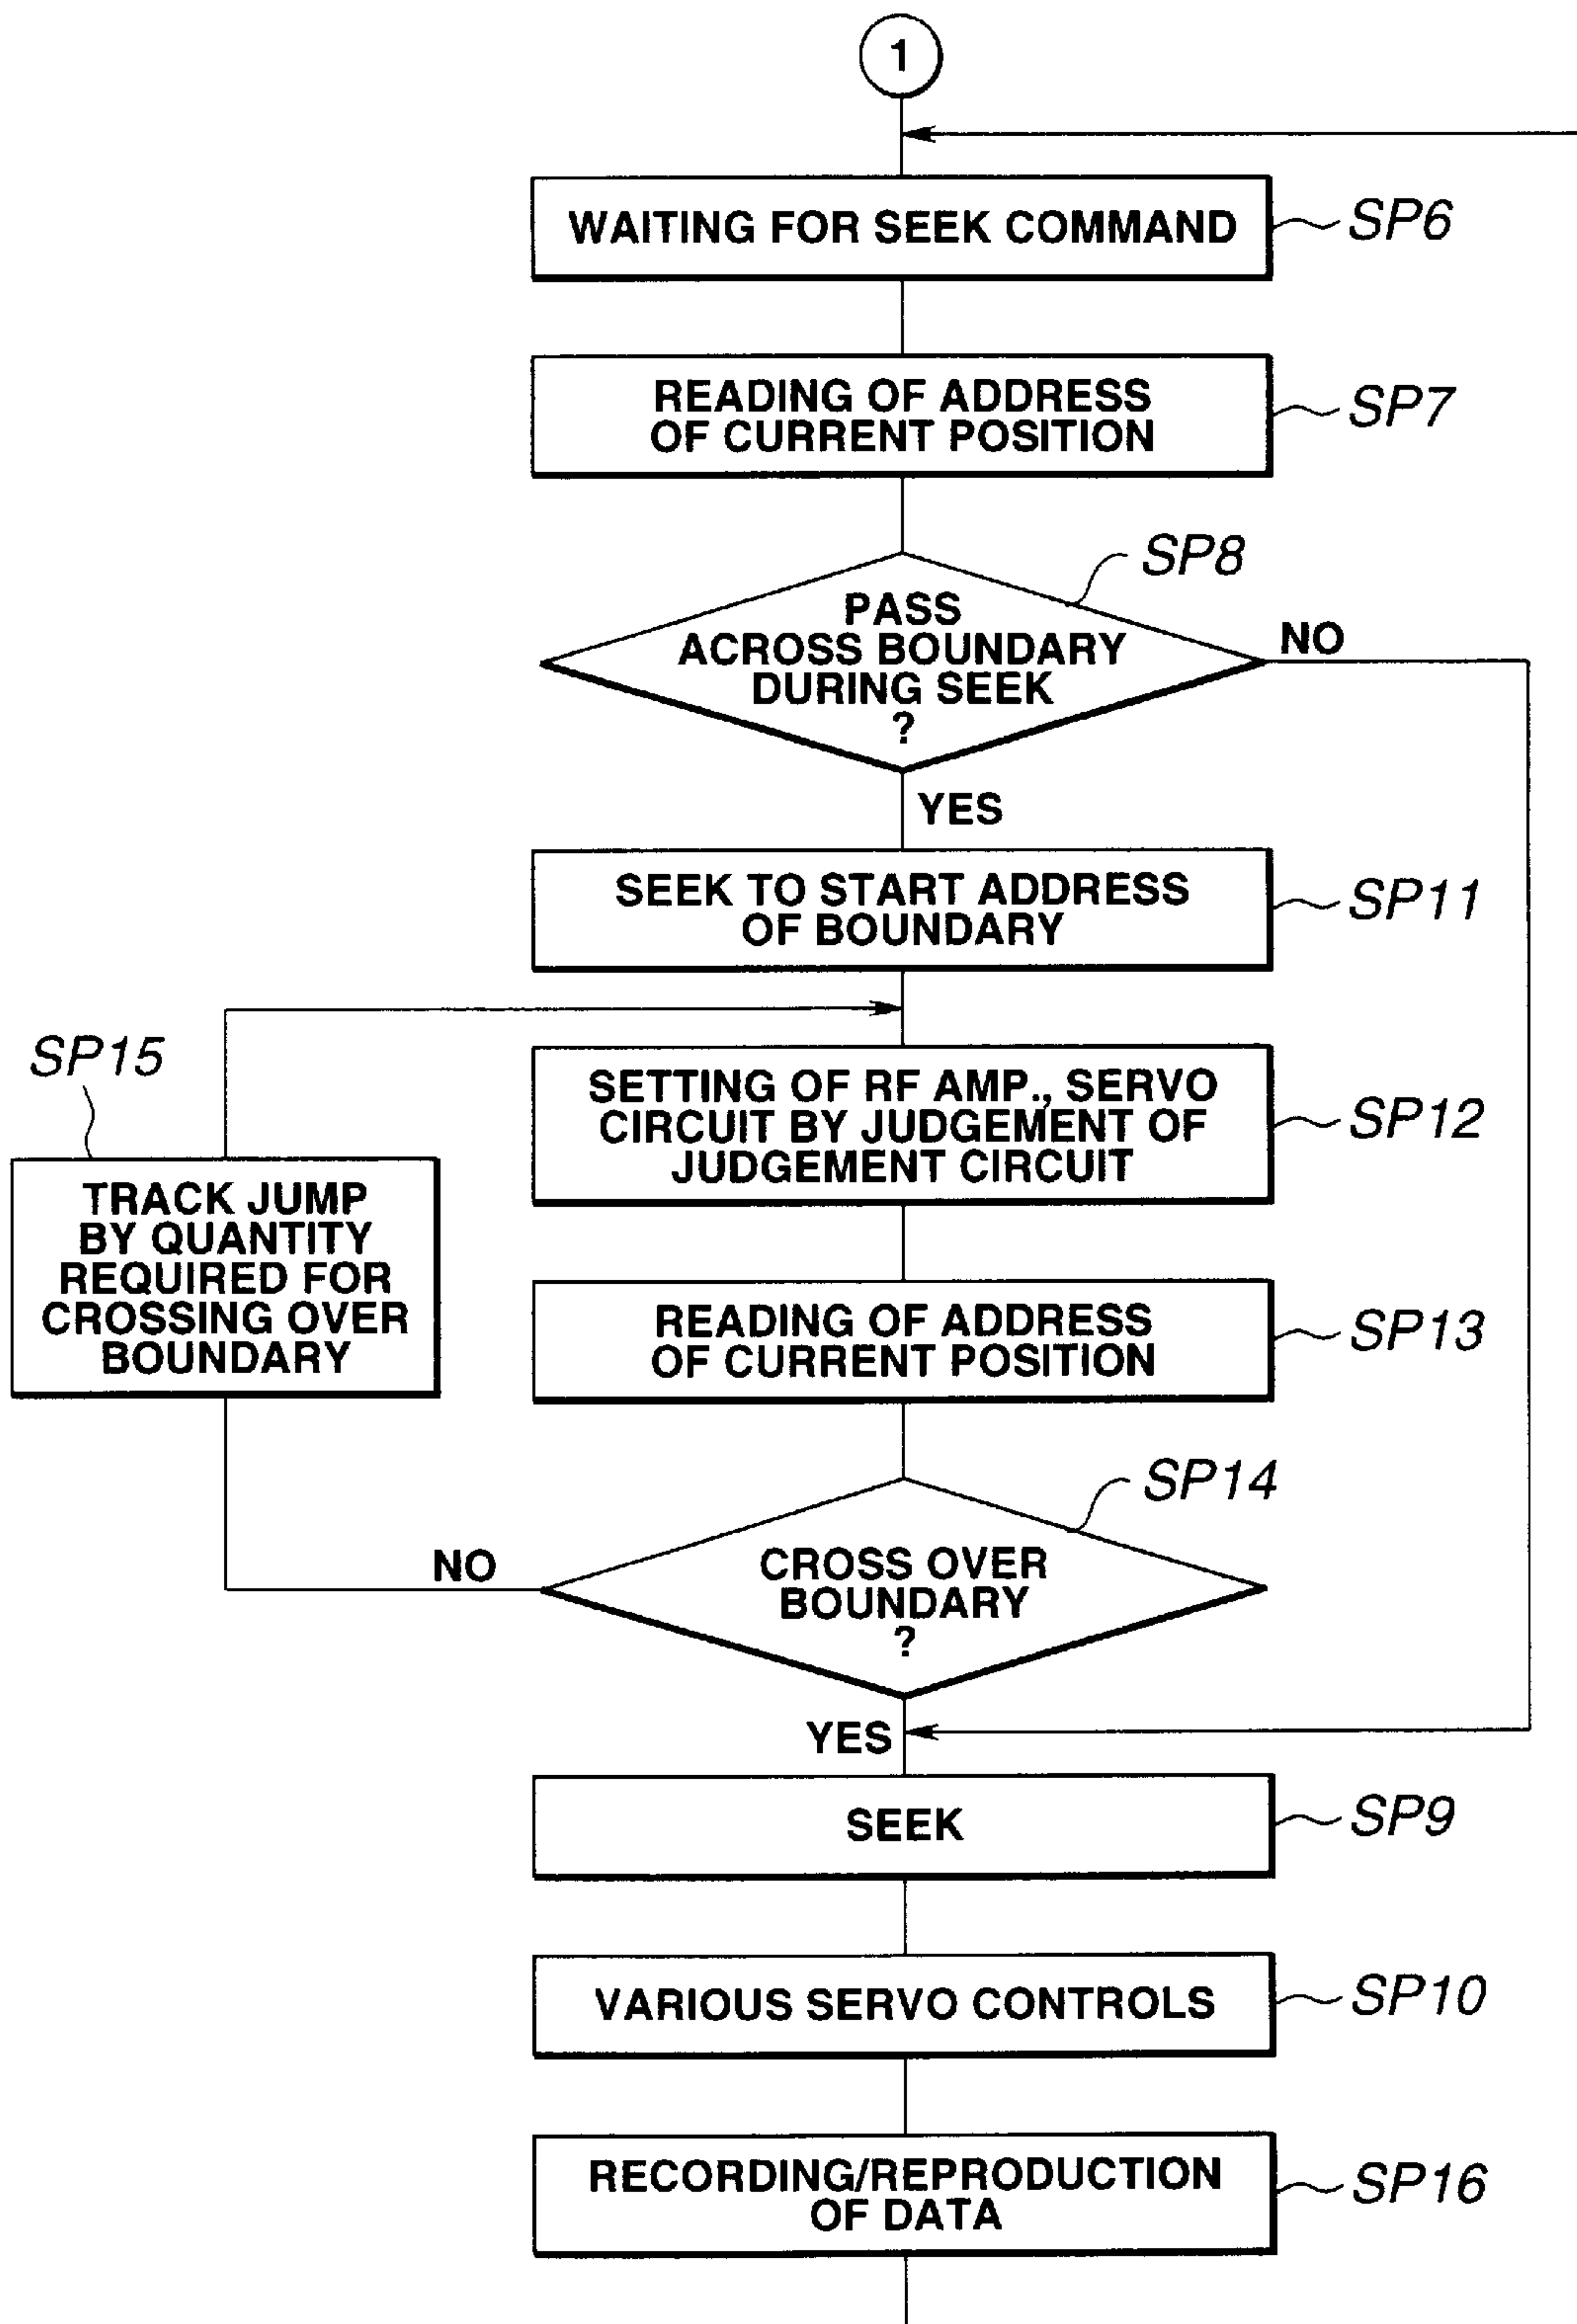 1
WAITING FOR SEEK COMMAND
SP6
READING OF ADDRESS
OF CURRENT POSITION
SP7
SP8
PASS
ACROSS BOUNDARY
DURING SEEK
?
NO
YES
SEEK TO START ADDRESS
OF BOUNDARY
SP11
SP15
TRACK JUMP
BY QUANTITY
REQUIRED FOR
CROSSING OVER
BOUNDARY
SETTING OF RF AMP., SERVO
CIRCUIT BY JUDGEMENT OF
JUDGEMENT CIRCUIT
SP12
READING OF ADDRESS
OF CURRENT POSITION
SP13
SP14
CROSS OVER
BOUNDARY
?
NO
YES
SEEK
SP9
VARIOUS SERVO CONTROLS
SP10
RECORDING/REPRODUCTION
OF DATA
SP16